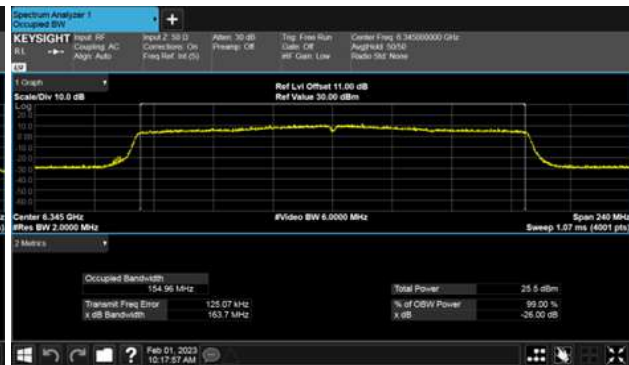 Spectrum Analyzer 1
Occupied BW
+
KEYSIGHT Input: RF Input Z: 50 Ω Atten: 30 dB Trig: Free Run Center Freq: 6.345000000 GHz
RL Coupling: AC Corrections: On Preamp: Off Gate: Off Avg|Hold: 50/50
Align: Auto Freq Ref: Int (S) #IF Gain: Low Radio Std: None
1 Graph
Scale/Div 10.0 dB
Ref Lvl Offset 11.00 dB
Ref Value 30.00 dBm
Log
20.0
10.0
0.00
-10.0
-20.0
-30.0
-40.0
-50.0
-60.0
Center 6.345 GHz #Video BW 6.0000 MHz Span 240 MHz
#Res BW 2.0000 MHz Sweep 1.07 ms (4001 pts)
2 Metrics
Occupied Bandwidth
154.96 MHz
Total Power 25.5 dBm
Transmit Freq Error 125.07 kHz % of OBW Power 99.00 %
x dB Bandwidth 163.7 MHz x dB -26.00 dB
? Feb 01, 2023
10:17:57 AM